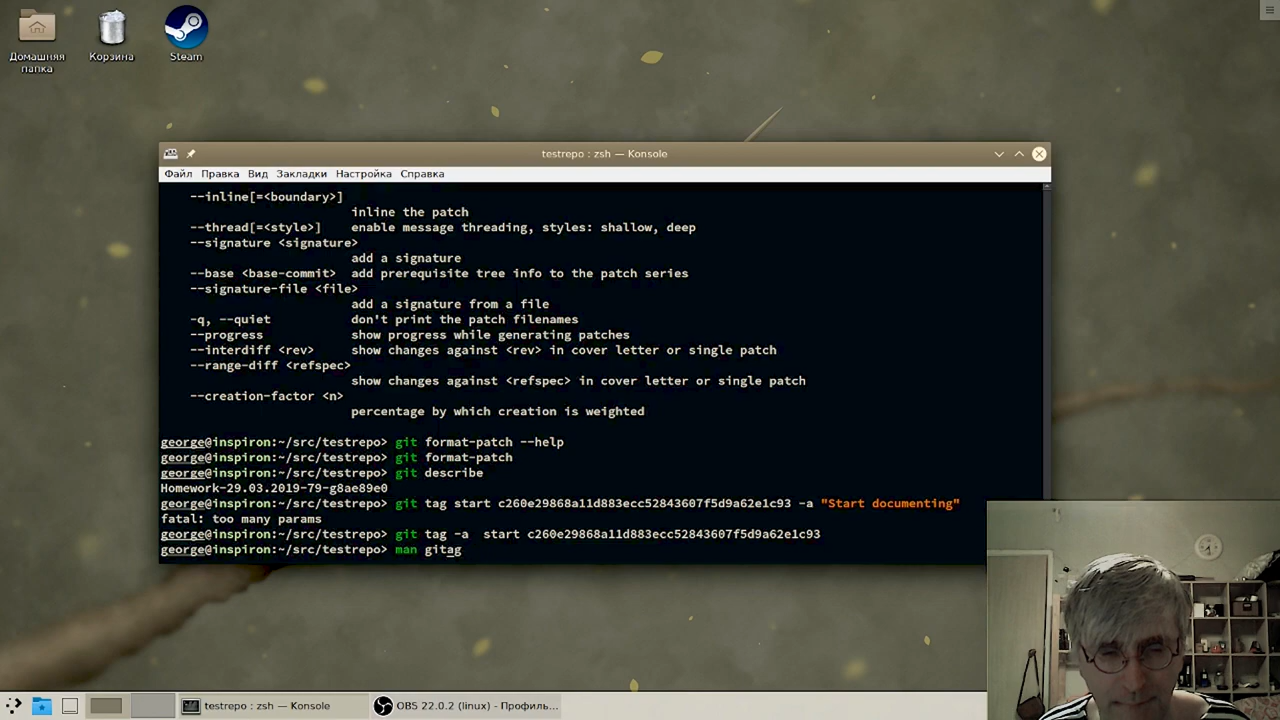 Домашняя
папка
Корзина
Steam
testrepo : zsh — Konsole
Файл Правка Вид Закладки Настройка Справка
--inline[=<boundary>]
inline the patch
--thread[=<style>] enable message threading, styles: shallow, deep
--signature <signature>
add a signature
--base <base-commit> add prerequisite tree info to the patch series
--signature-file <file>
add a signature from a file
-q, --quiet don't print the patch filenames
--progress show progress while generating patches
--interdiff <rev> show changes against <rev> in cover letter or single patch
--range-diff <refspec>
show changes against <refspec> in cover letter or single patch
--creation-factor <n>
percentage by which creation is weighted
george@inspiron:~/src/testrepo> git format-patch --help
george@inspiron:~/src/testrepo> git format-patch
george@inspiron:~/src/testrepo> git describe
Homework-29.03.2019-79-g8ae89e0
george@inspiron:~/src/testrepo> git tag start c260e29868a11d883ecc52843607f5d9a62e1c93 -a "Start documenting"
fatal: too many params
george@inspiron:~/src/testrepo> git tag -a  start c260e29868a11d883ecc52843607f5d9a62e1c93
george@inspiron:~/src/testrepo> man gitag
testrepo : zsh — Konsole
OBS 22.0.2 (linux) - Профиль...